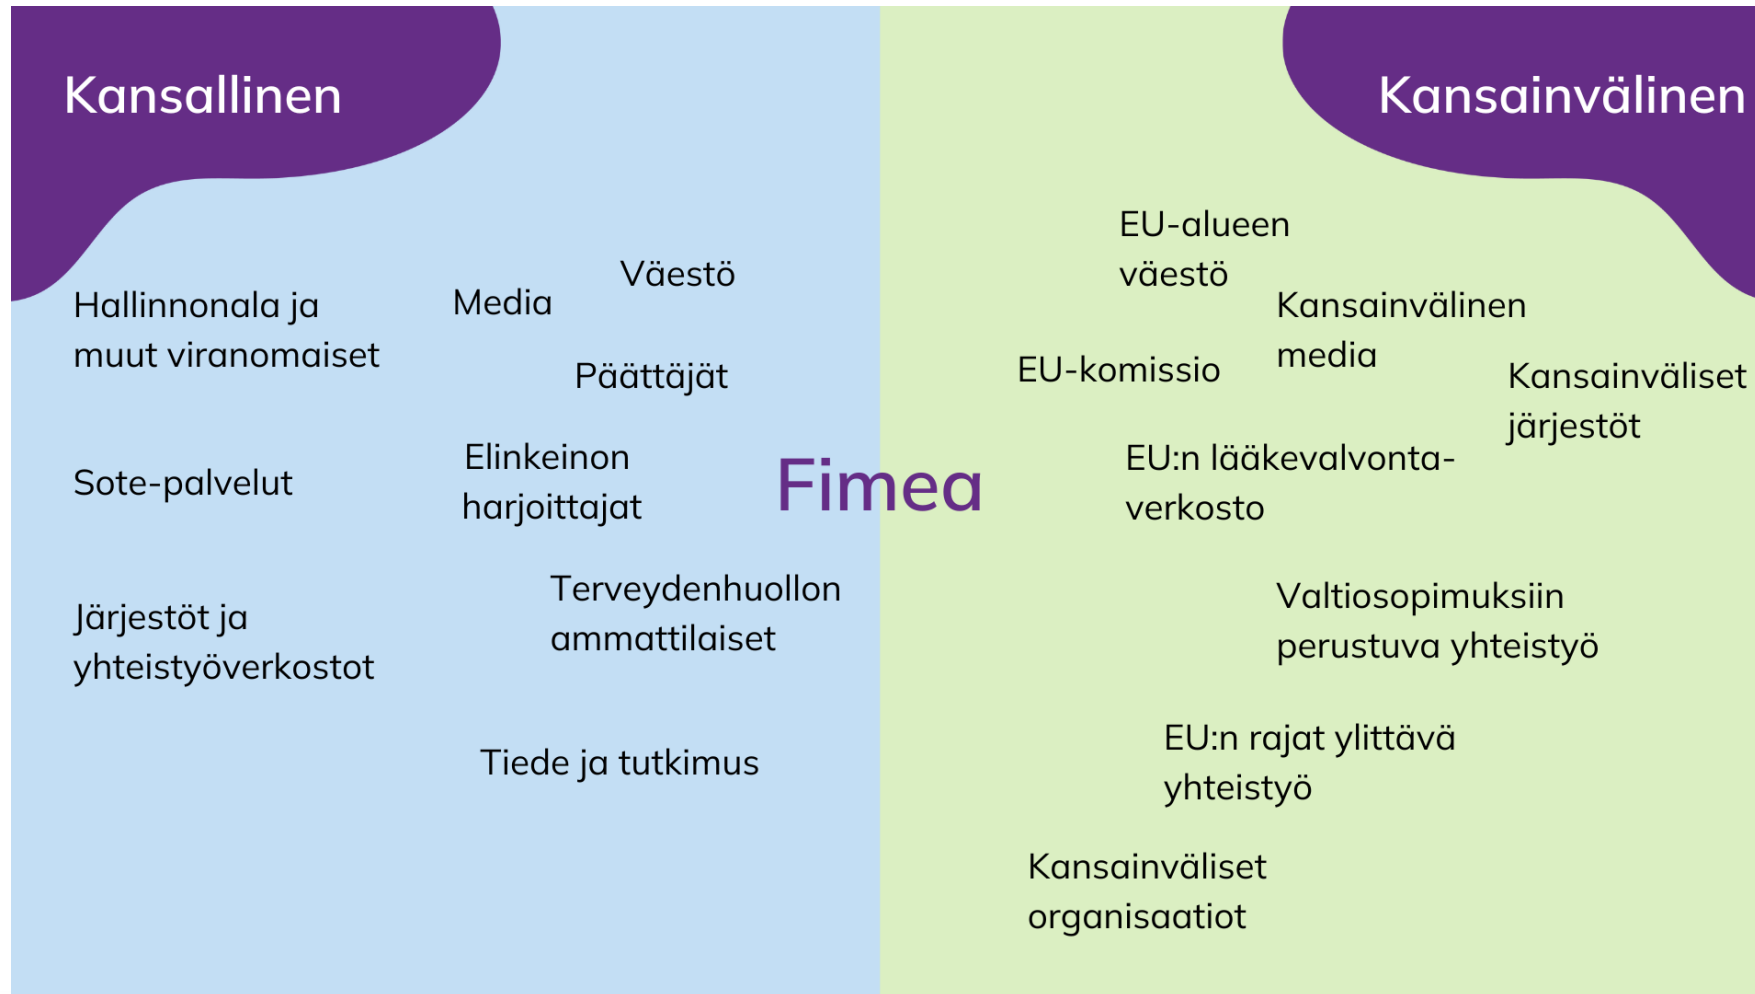 Kansallinen
Hallinnonala ja
muut viranomaiset
Media
Väestö
Päättäjät
Sote-palvelut
Elinkeinon
harjoittajat
Järjestöt ja
yhteistyöverkostot
Terveydenhuollon
ammattilaiset
Tiede ja tutkimus
Fimea
Kansainvälinen
EU-alueen
väestö
Kansainvälinen
media
EU-komissio
Kansainväliset
järjestöt
EU:n lääkevalvonta-
verkosto
Valtiosopimuksiin
perustuva yhteistyö
EU:n rajat ylittävä
yhteistyö
Kansainväliset
organisaatiot